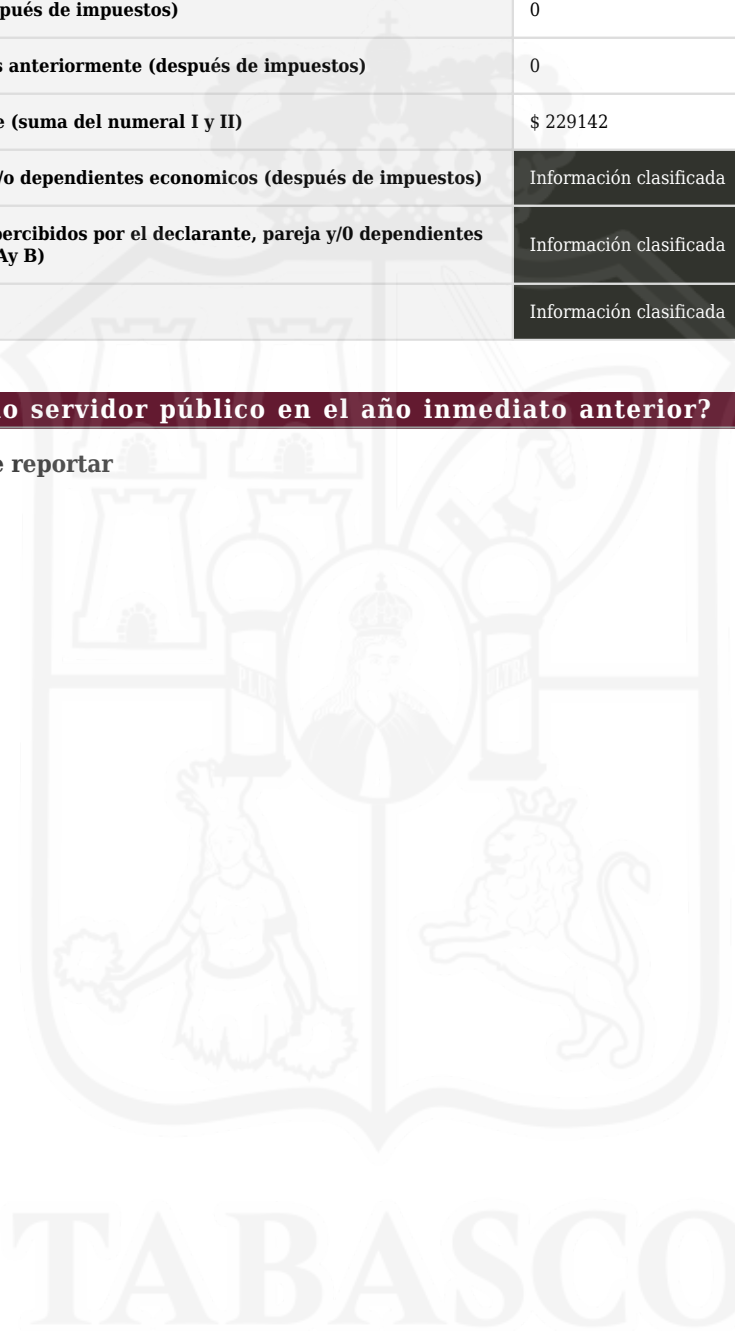 pués de impuestos)
0
s anteriormente (después de impuestos)
0
e (suma del numeral I y II)
$ 229142
/o dependientes economicos (después de impuestos)
Información clasificada
percibidos por el declarante, pareja y/0 dependientes
Ay B)
Información clasificada
Información clasificada
o servidor público en el año inmediato anterior?
e reportar
PLUS
ULTRA
TABASCO